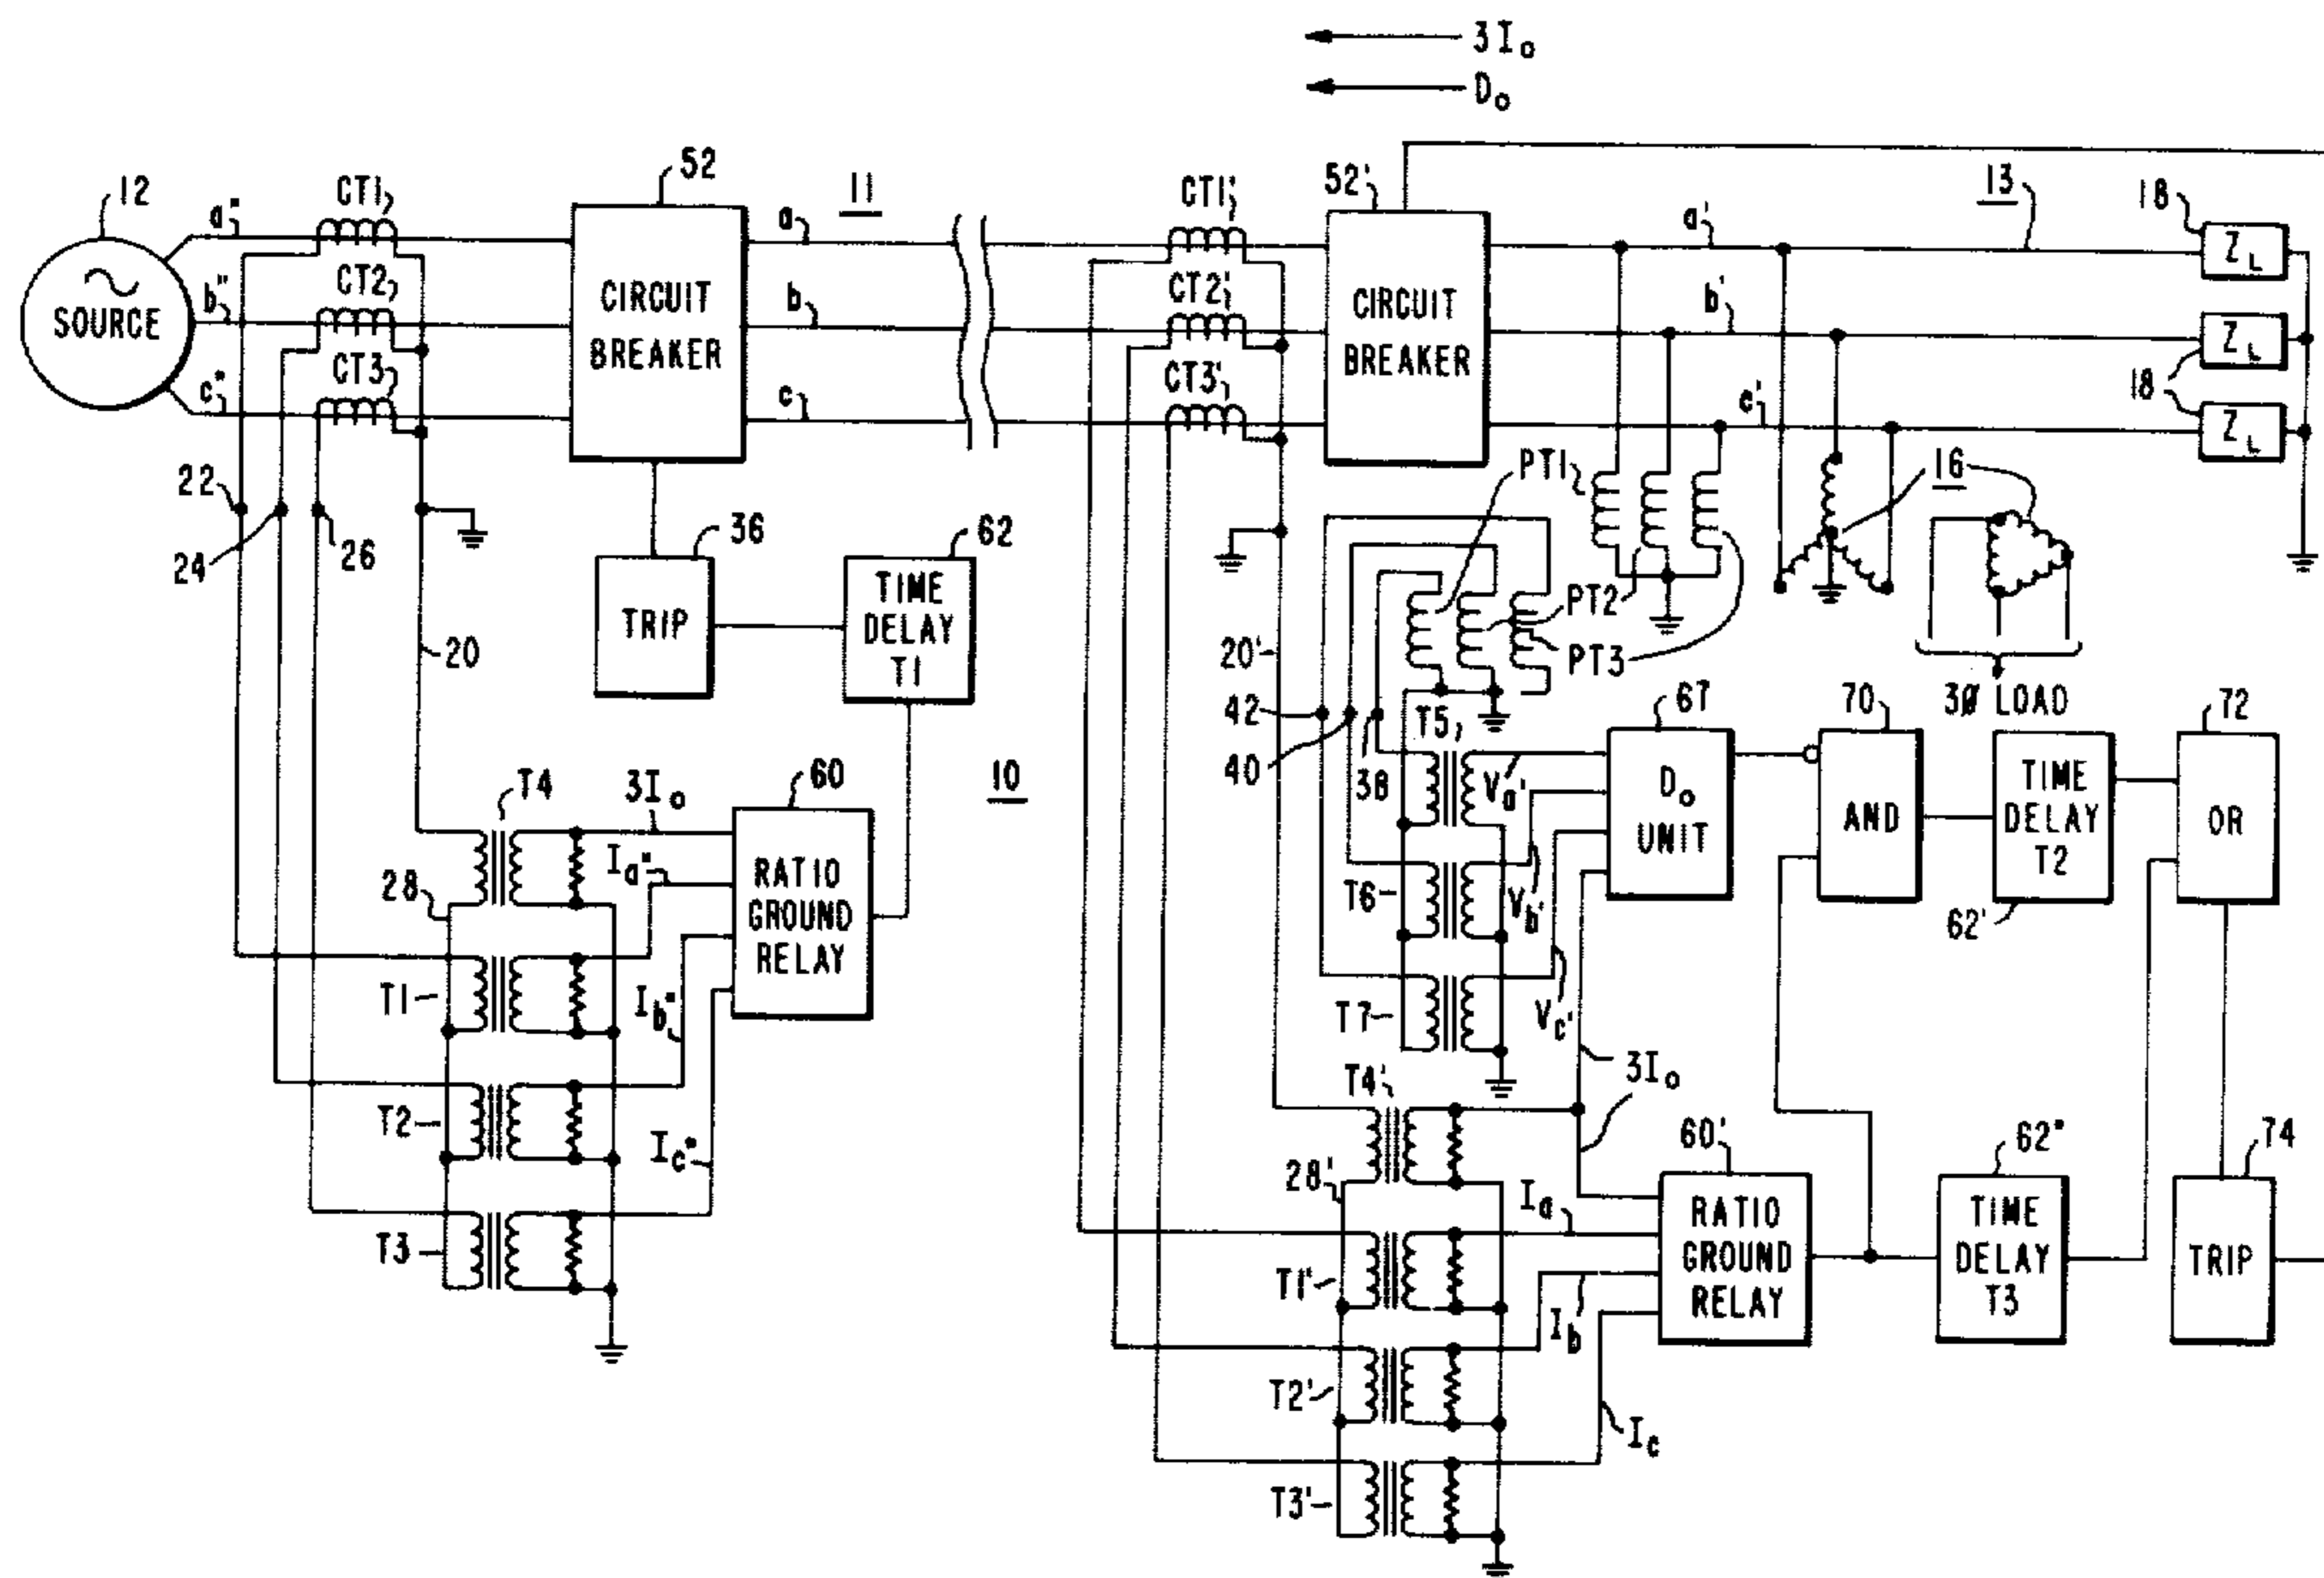 3I₀
D₀
12
a"
CT1
52
a
11
CT1'
52'
a'
13
18
Z_L
SOURCE
b"
CT2
CIRCUIT
BREAKER
b
CT2'
CIRCUIT
BREAKER
b'
Z_L
c"
CT3
c
CT3'
c'
18
Z_L
22
24
26
36
62
TRIP
TIME
DELAY
T1
PT1
16
PT2
PT3
20
20'
3Ø LOAD
42
40
38
T5
67
70
72
V_a'
D₀
UNIT
AND
TIME
DELAY
T2
OR
T6
V_b'
62'
T7
V_c'
10
T4
3I₀
60
28
I_a"
RATIO
GROUND
RELAY
T1
I_b"
T2
I_c"
T3
T4'
3I₀
60'
62"
74
28'
I_a
RATIO
GROUND
RELAY
TIME
DELAY
T3
TRIP
T1'
I_b
T2'
I_c
T3'